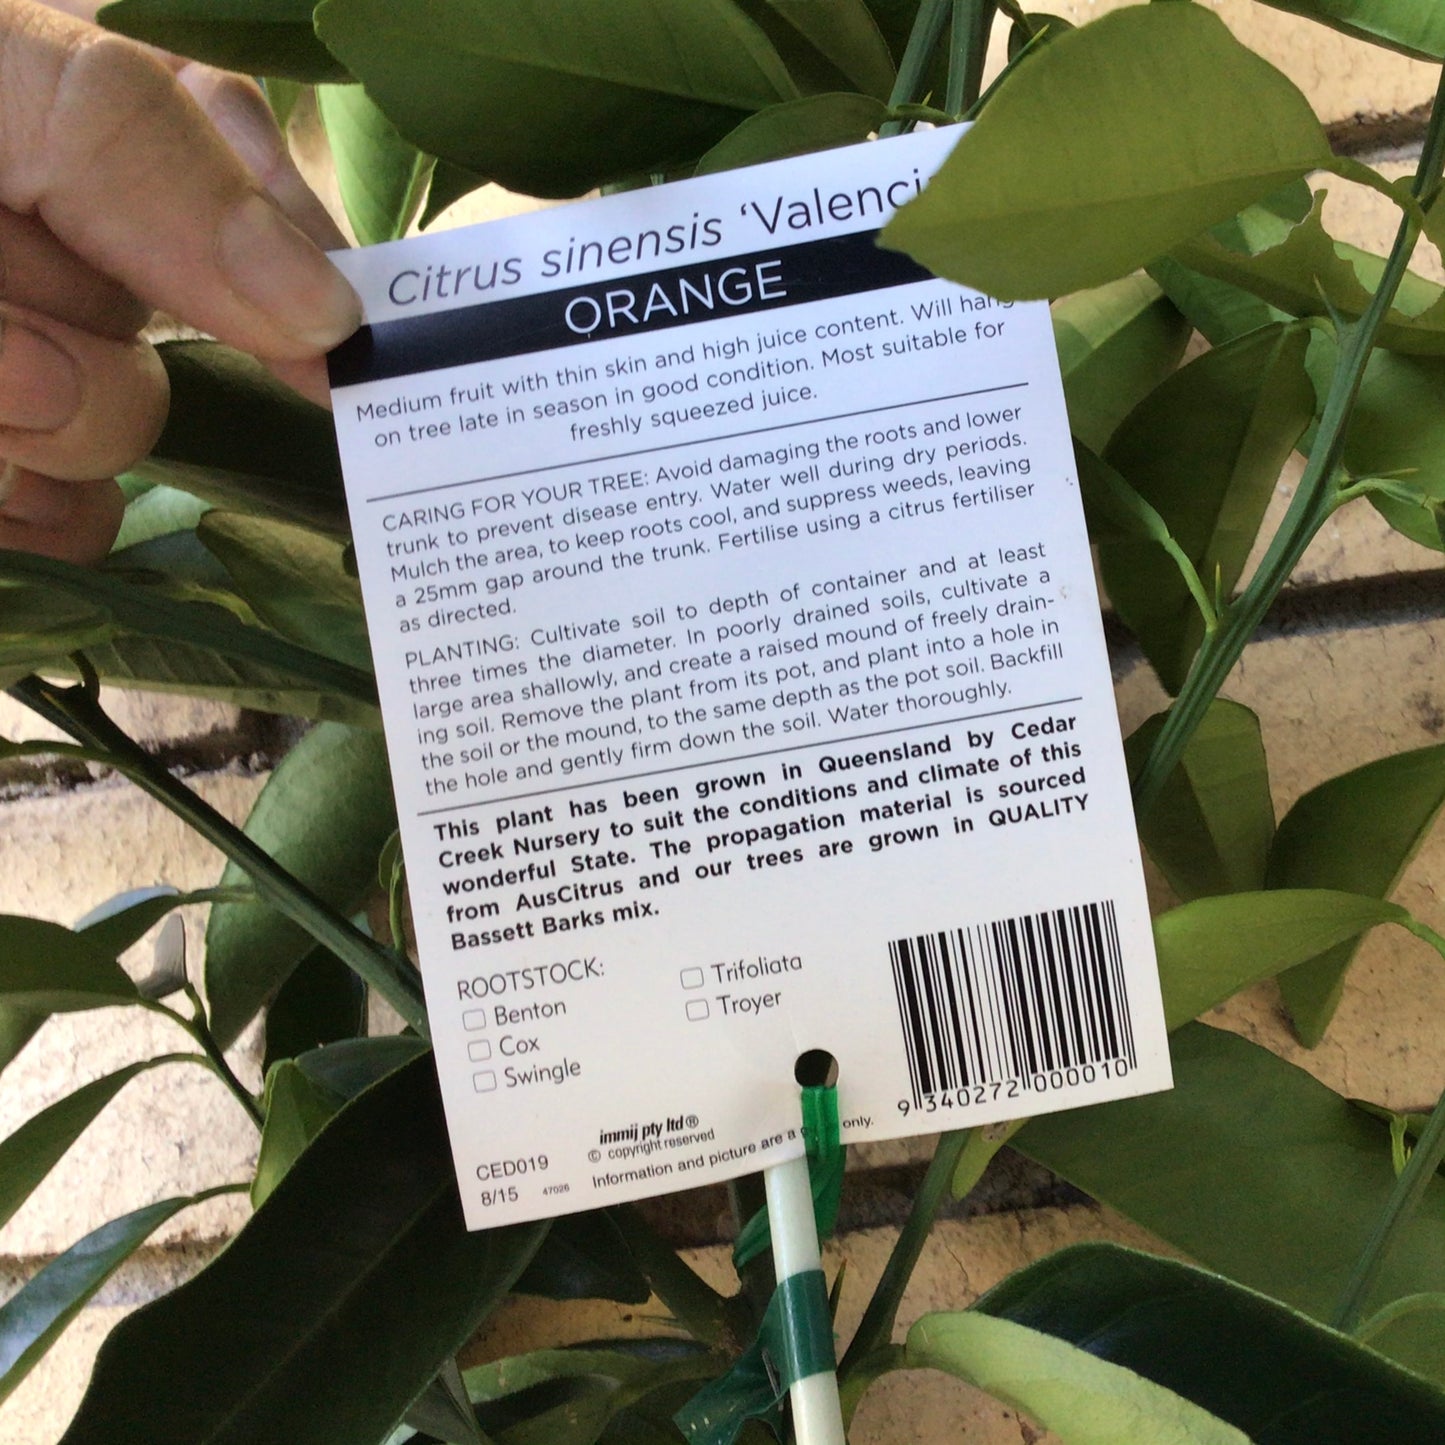 Citrus sinensis 'Valenci
ORANGE
Medium fruit with thin skin and high juice content. Will hang
on tree late in season in good condition. Most suitable for
freshly squeezed juice.
CARING FOR YOUR TREE: Avoid damaging the roots and lower
trunk to prevent disease entry. Water well during dry periods.
Mulch the area, to keep roots cool, and suppress weeds, leaving
a 25mm gap around the trunk. Fertilise using a citrus fertiliser
as directed.
PLANTING: Cultivate soil to depth of container and at least
three times the diameter. In poorly drained soils, cultivate a
large area shallowly, and create a raised mound of freely drain-
ing soil. Remove the plant from its pot, and plant into a hole in
the soil or the mound, to the same depth as the pot soil. Backfill
the hole and gently firm down the soil. Water thoroughly.
This plant has been grown in Queensland by Cedar
Creek Nursery to suit the conditions and climate of this
wonderful State. The propagation material is sourced
from AusCitrus and our trees are grown in QUALITY
Bassett Barks mix.
ROOTSTOCK:
Benton
Cox
Swingle
Trifoliata
Troyer
9 340272 000010
immij pty ltd ®
© copyright reserved
Information and picture are a only.
CED019
8/15 47026